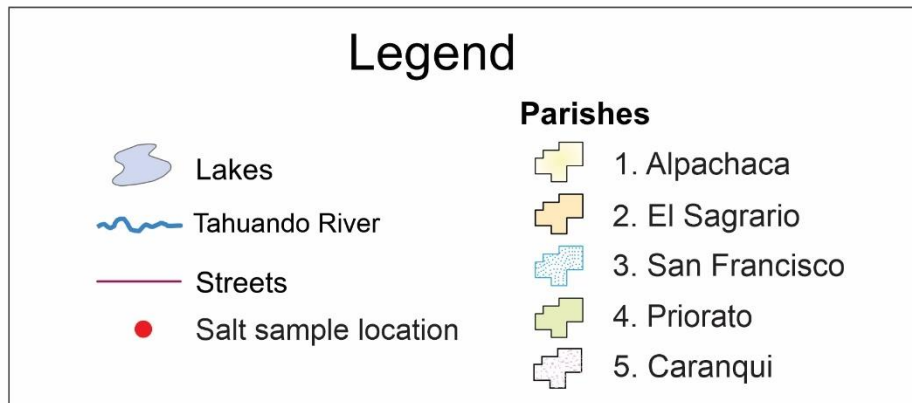 Legend
Lakes
Tahuando River
Streets
Salt sample location
Parishes
1. Alpachaca
2. El Sagrario
3. San Francisco
4. Priorato
5. Caranqui